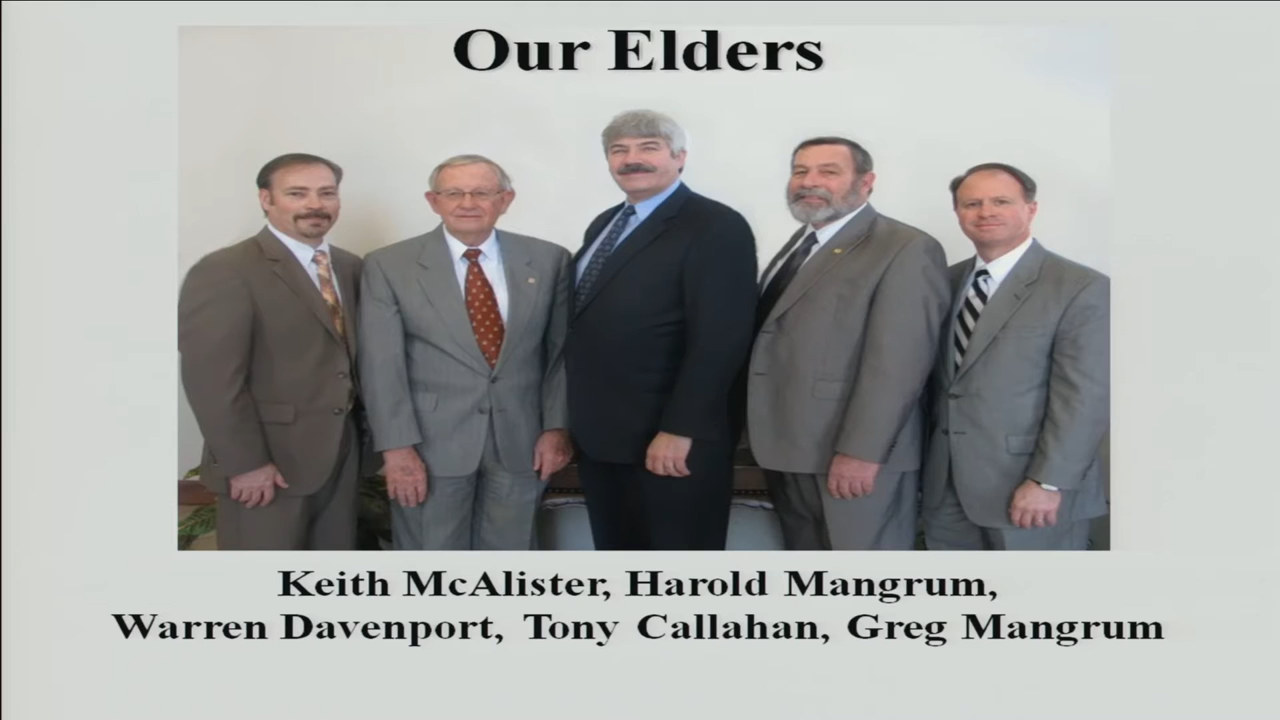 Our Elders
Keith McAlister, Harold Mangrum,
Warren Davenport, Tony Callahan, Greg Mangrum